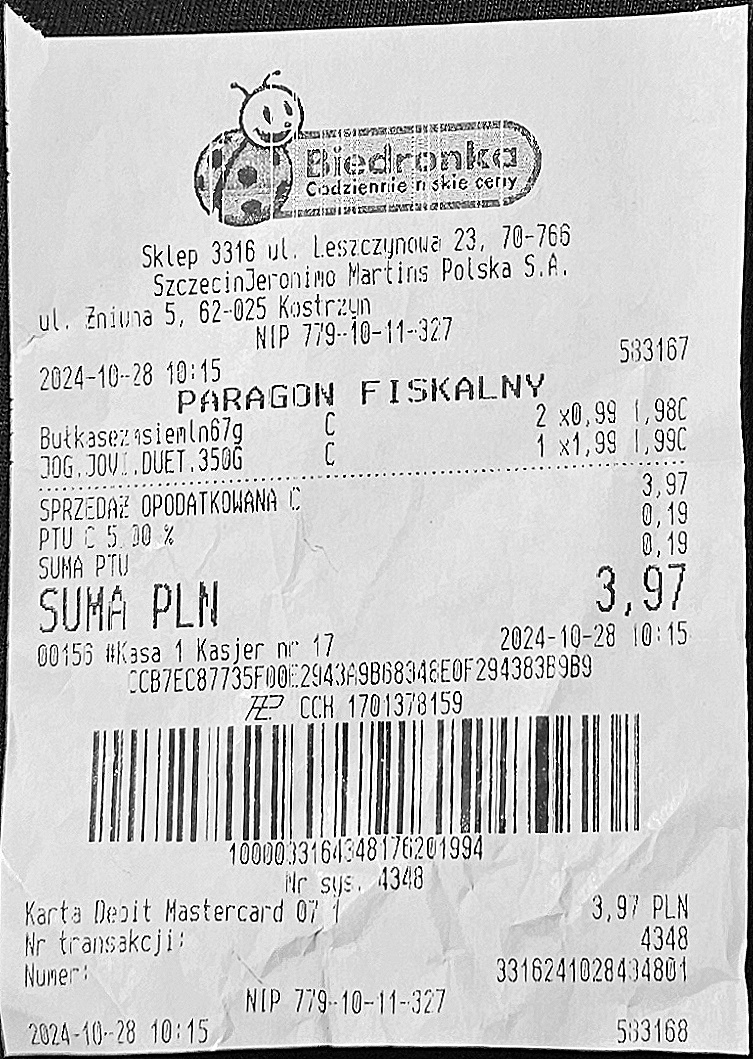 Biedronka
Codziennie niskie ceny
Sklep 3316 ul. Leszczynowa 23, 70-766
SzczecinJeronimo Martins Polska S.A.
ul. Żniwna 5, 62-025 Kostrzyn
NIP 779-10-11-327
2024-10-28 10:15 583167
PARAGON FISKALNY
Bułkasezasiemln67g C 2 x0,99 1,98C
JOG.JOVI.DUET.350G C 1 x1,99 1,99C
SPRZEDAŻ OPODATKOWANA C 3,97
PTU C 5,00 % 0,19
SUMA PTU 0,19
SUMA PLN 3,97
00156 #Kasa 1 Kasjer nr 17 2024-10-28 10:15
CCH 1701378159
Nr sys. 4348
Karta Debit Mastercard 3,97 PLN
Nr transakcji: 4348
Numer: 3316241028434801
NIP 779-10-11-327
2024-10-28 10:15 583168